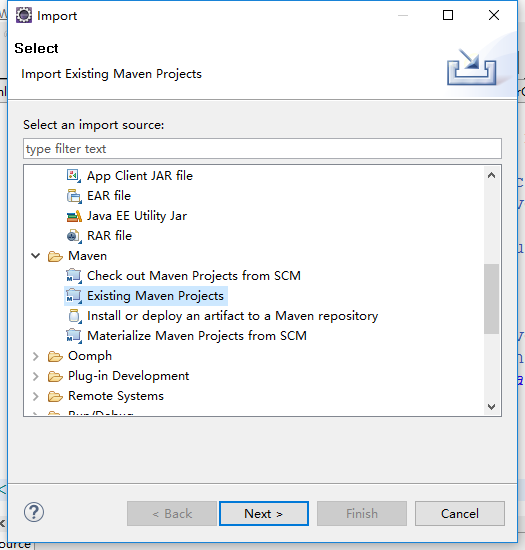 Import
Select
Import Existing Maven Projects
Select an import source:
type filter text
App Client JAR file
EAR file
Java EE Utility Jar
RAR file
Maven
Check out Maven Projects from SCM
Existing Maven Projects
Install or deploy an artifact to a Maven repository
Materialize Maven Projects from SCM
Oomph
Plug-in Development
Remote Systems
Run/Debug
< Back
Next >
Finish
Cancel
ource